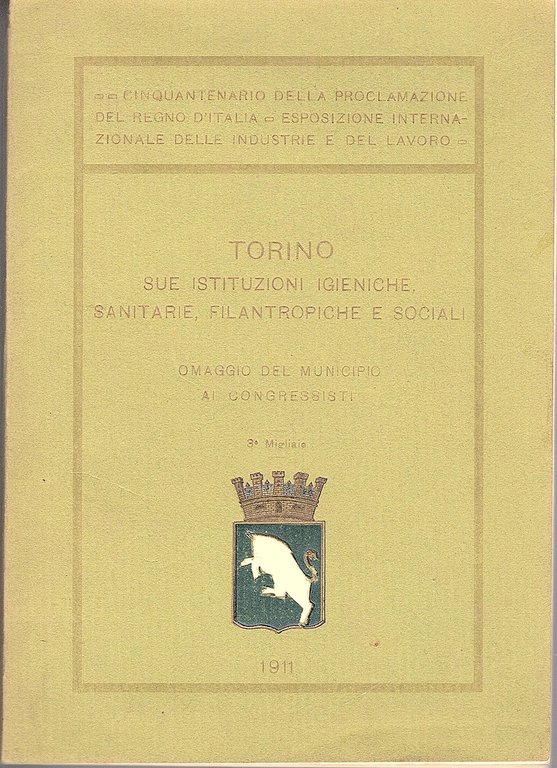 CINQUANTENARIO DELLA PROCLAMAZIONE
DEL REGNO D'ITALIA ▭ ESPOSIZIONE INTERNA-
ZIONALE DELLE INDUSTRIE E DEL LAVORO
TORINO
SUE ISTITUZIONI IGIENICHE,
SANITARIE, FILANTROPICHE E SOCIALI
OMAGGIO DEL MUNICIPIO
AI CONGRESSISTI
3° Migliaio
1911